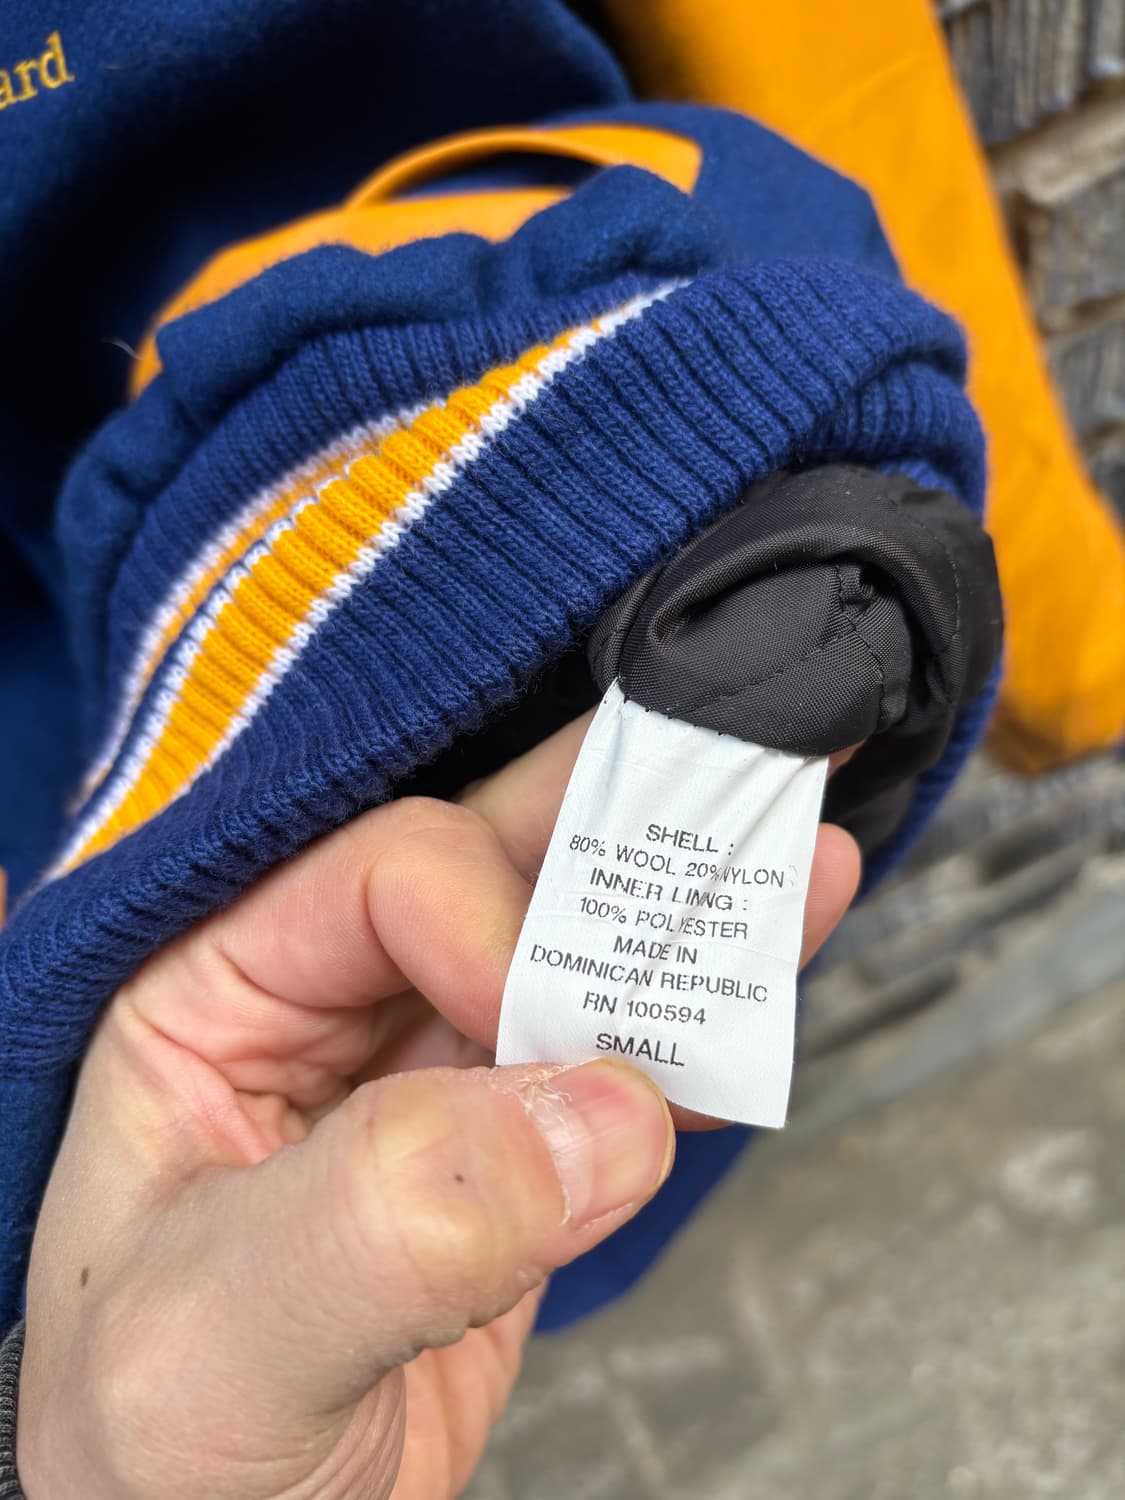 ard
SHELL :
80% WOOL 20%NYLON
INNER LINING :
100% POLYESTER
MADE IN
DOMINICAN REPUBLIC
RN 100594
SMALL